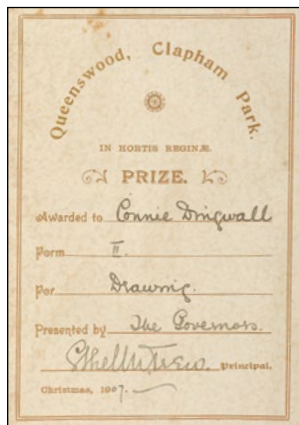 Queenswood, Clapham Park.
IN HORTIS REGINÆ.
PRIZE.
Awarded to Connie Dingwall
Form II.
For Drawing.
Presented by The Governors.
Principal.
Christmas, 1907.